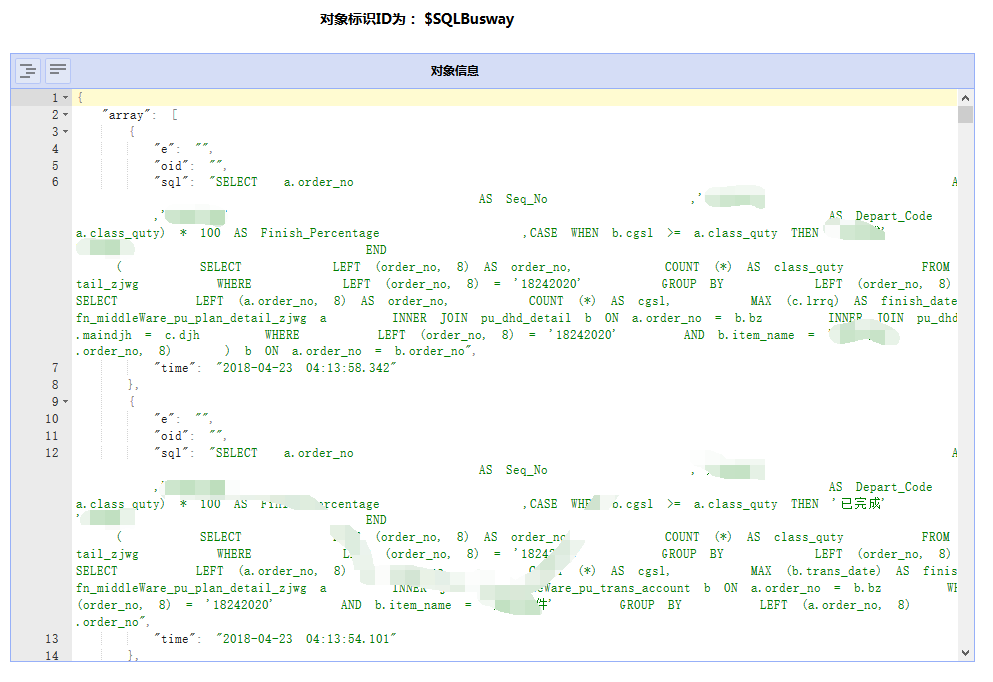 对象标识ID为： $SQLBusway
对象信息
1 {
2 "array": [
3 {
4 "e": "",
5 "oid": "",
6 "sql": "SELECT a.order_no A
AS Seq_No ,'
,' ' AS Depart_Code
a.class_quty) * 100 AS Finish_Percentage ,CASE WHEN b.cgsl >= a.class_quty THEN '
END
( SELECT LEFT (order_no, 8) AS order_no, COUNT (*) AS class_quty FROM
tail_zjwg WHERE LEFT (order_no, 8) = '18242020' GROUP BY LEFT (order_no, 8)
SELECT LEFT (a.order_no, 8) AS order_no, COUNT (*) AS cgsl, MAX (c.lrrq) AS finish_date
fn_middleWare_pu_plan_detail_zjwg a INNER JOIN pu_dhd_detail b ON a.order_no = b.bz INNER JOIN pu_dhd
.maindjh = c.djh WHERE LEFT (order_no, 8) = '18242020' AND b.item_name =
.order_no, 8) ) b ON a.order_no = b.order_no",
7 "time": "2018-04-23 04:13:58.342"
8 },
9 {
10 "e": "",
11 "oid": "",
12 "sql": "SELECT a.order_no A
AS Seq_No ,
,' AS Depart_Code
a.class_quty) * 100 AS rcentage ,CASE WHE b.cgsl >= a.class_quty THEN '已完成'
' END
( SELECT (order_no, 8) AS order_no COUNT (*) AS class_quty FROM
tail_zjwg WHERE (order_no, 8) = '1824 GROUP BY LEFT (order_no, 8)
SELECT LEFT (a.order_no, 8) (*) AS cgsl, MAX (b.trans_date) AS finis
fn_middleWare_pu_plan_detail_zjwg a INNER eWare_pu_trans_account b ON a.order_no = b.bz WH
(order_no, 8) = '18242020' AND b.item_name = 件' GROUP BY LEFT (a.order_no, 8)
.order_no",
13 "time": "2018-04-23 04:13:54.101"
14 },